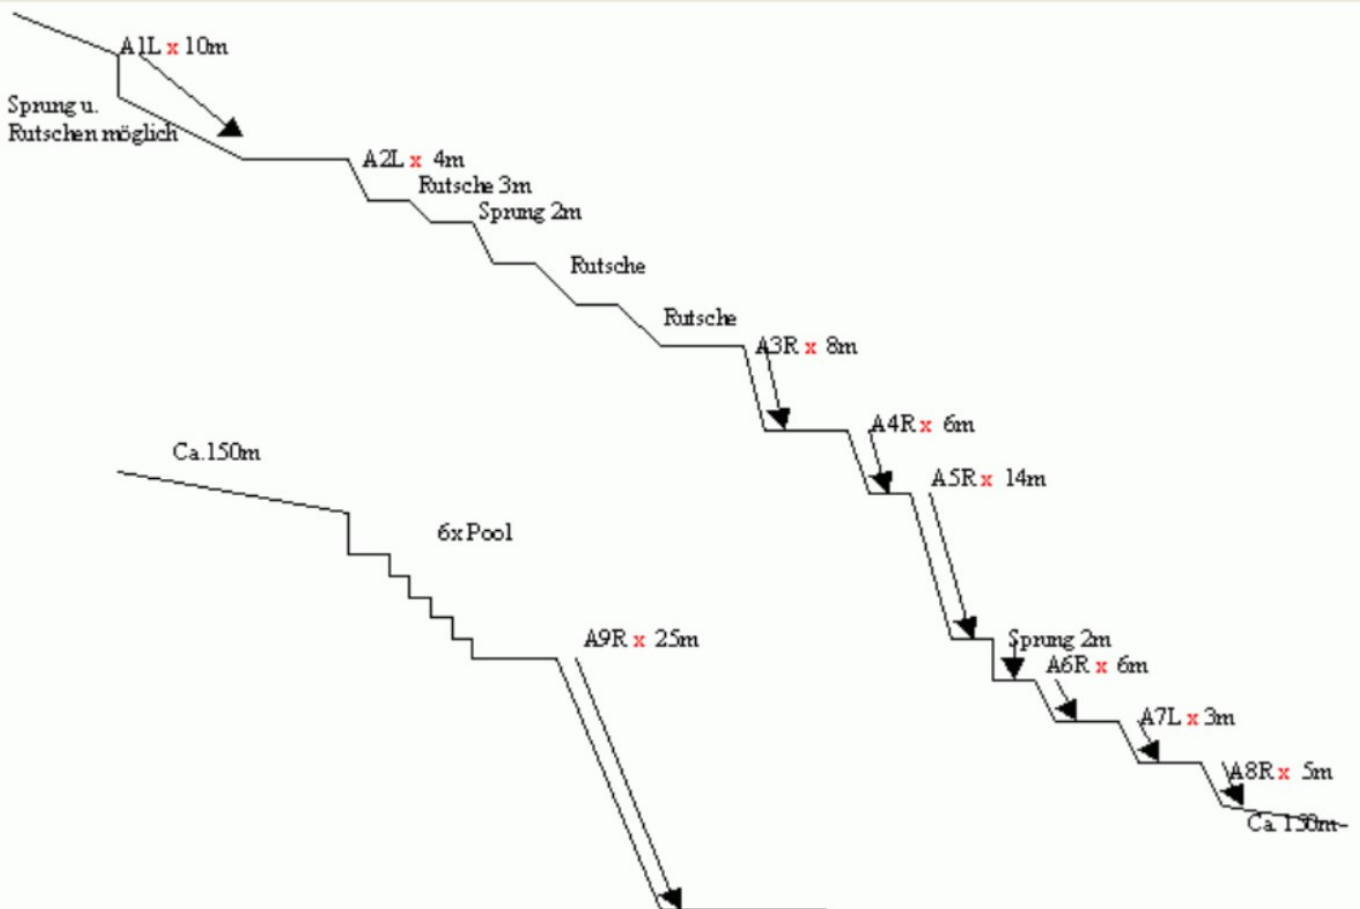 A1L x 10m
Sprung u.
Rutschen möglich
A2L x 4m
Rutsche 3m
Sprung 2m
Rutsche
Rutsche
A3R x 8m
A4R x 6m
A5R x 14m
Sprung 2m
A6R x 6m
A7L x 3m
A8R x 5m
Ca. 150m
Ca.150m
6x Pool
A9R x 25m